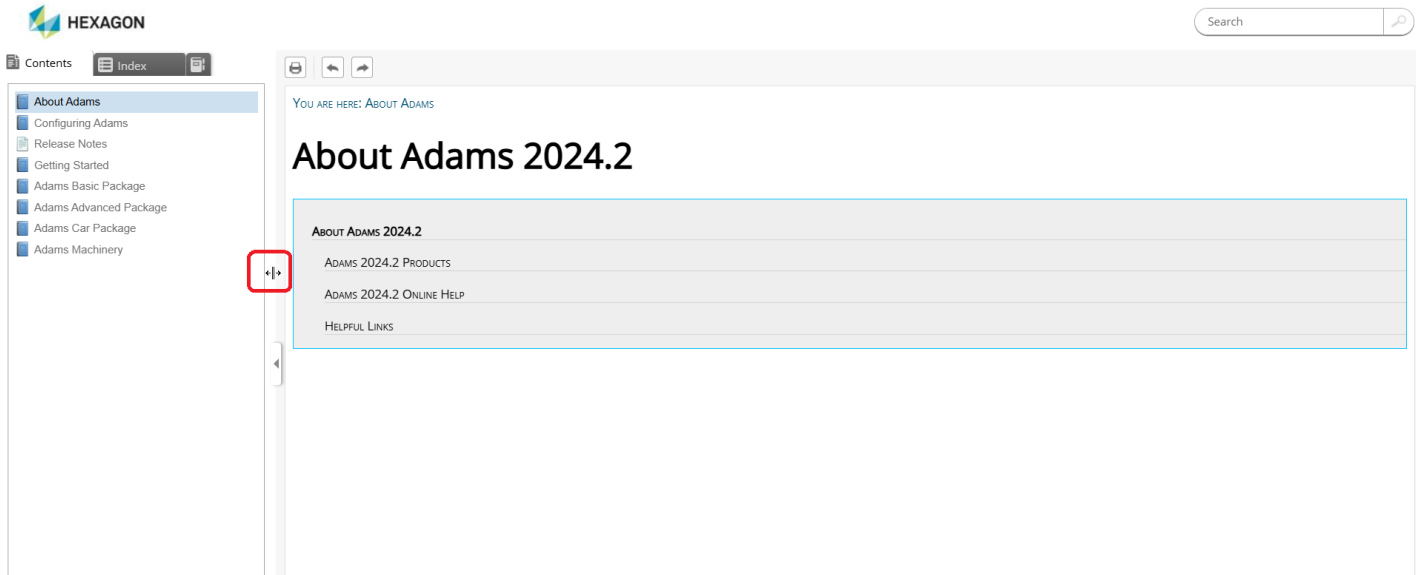 HEXAGON
Search
Contents
Index
About Adams
Configuring Adams
Release Notes
Getting Started
Adams Basic Package
Adams Advanced Package
Adams Car Package
Adams Machinery
You are here: About Adams
About Adams 2024.2
About Adams 2024.2
Adams 2024.2 Products
Adams 2024.2 Online Help
Helpful Links